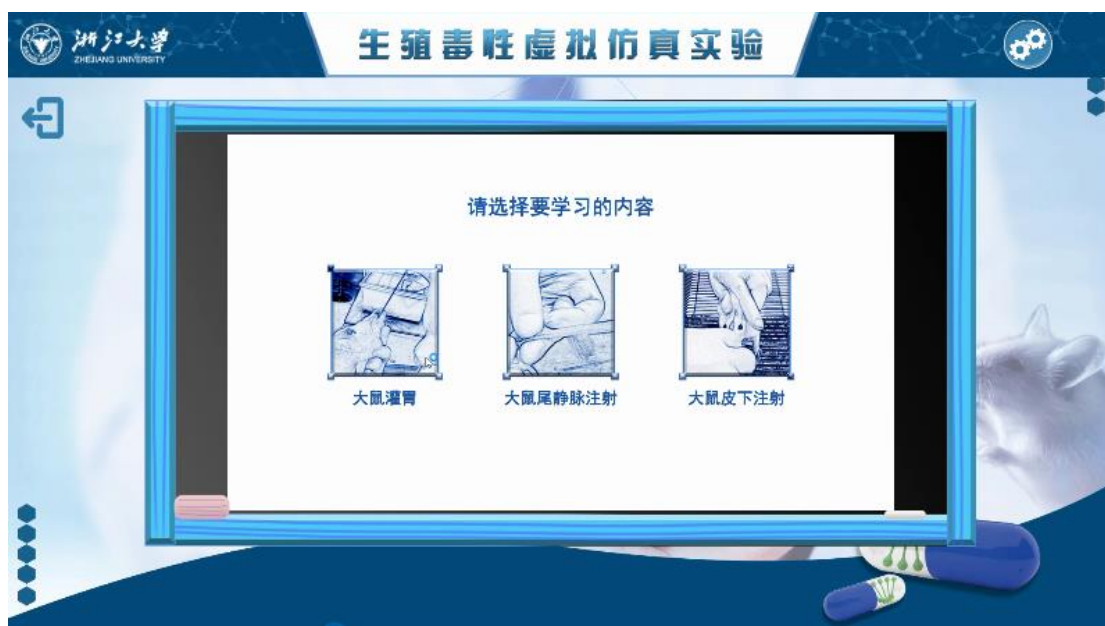 浙江大学
ZHEJIANG UNIVERSITY
生殖毒性虚拟仿真实验
请选择要学习的内容
大鼠灌胃
大鼠尾静脉注射
大鼠皮下注射